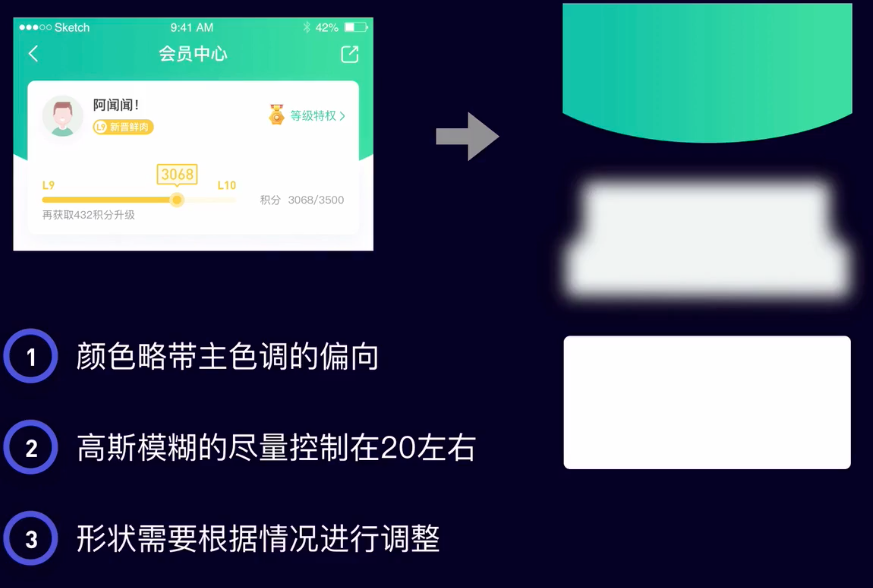 Sketch 9:41 AM 42%
会员中心
阿闻闻!
L9 新晋鲜肉
等级特权
3068
L9 L10
积分 3068/3500
再获取432积分升级
1 颜色略带主色调的偏向
2 高斯模糊的尽量控制在20左右
3 形状需要根据情况进行调整